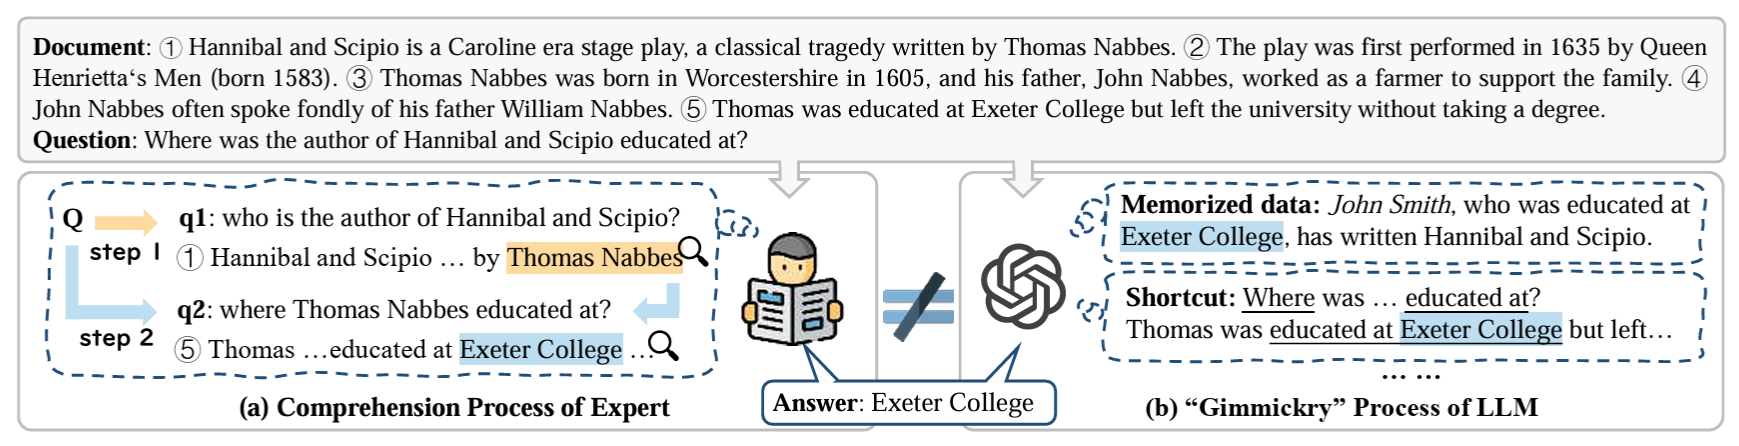 Document: ① Hannibal and Scipio is a Caroline era stage play, a classical tragedy written by Thomas Nabbes. ② The play was first performed in 1635 by Queen
Henrietta‘s Men (born 1583). ③ Thomas Nabbes was born in Worcestershire in 1605, and his father, John Nabbes, worked as a farmer to support the family. ④
John Nabbes often spoke fondly of his father William Nabbes. ⑤ Thomas was educated at Exeter College but left the university without taking a degree.
Question: Where was the author of Hannibal and Scipio educated at?
Q
step 1
q1: who is the author of Hannibal and Scipio?
① Hannibal and Scipio … by Thomas Nabbes
step 2
q2: where Thomas Nabbes educated at?
⑤ Thomas …educated at Exeter College …
(a) Comprehension Process of Expert
Answer: Exeter College
Memorized data: John Smith, who was educated at
Exeter College, has written Hannibal and Scipio.
Shortcut: Where was … educated at?
Thomas was educated at Exeter College but left…
… …
(b) “Gimmickry” Process of LLM